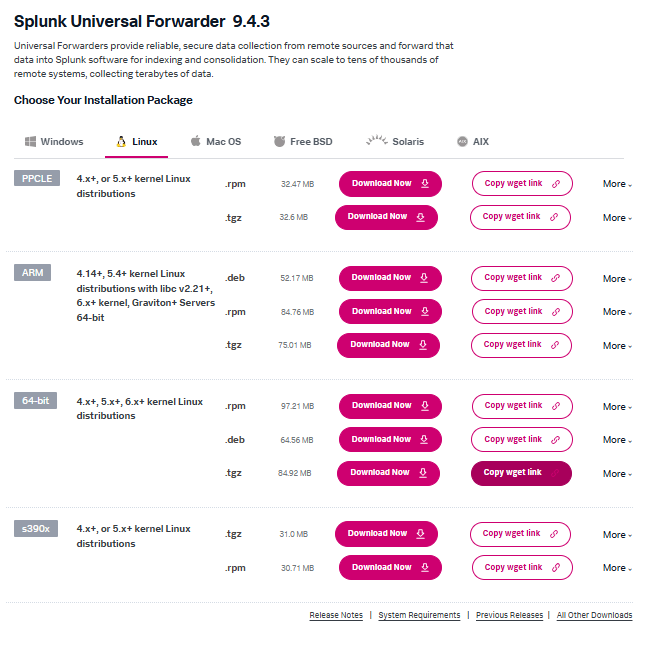 Splunk Universal Forwarder 9.4.3
Universal Forwarders provide reliable, secure data collection from remote sources and forward that
data into Splunk software for indexing and consolidation. They can scale to tens of thousands of
remote systems, collecting terabytes of data.
Choose Your Installation Package
Windows Linux Mac OS Free BSD Solaris AIX
PPCLE 4.x+, or 5.x+ kernel Linux .rpm 32.47 MB Download Now Copy wget link More
distributions
.tgz 32.6 MB Download Now Copy wget link More
ARM 4.14+, 5.4+ kernel Linux .deb 52.17 MB Download Now Copy wget link More
distributions with libc v2.21+,
6.x+ kernel, Graviton+ Servers .rpm 84.76 MB Download Now Copy wget link More
64-bit
.tgz 75.01 MB Download Now Copy wget link More
64-bit 4.x+, 5.x+, 6.x+ kernel Linux .rpm 97.21 MB Download Now Copy wget link More
distributions
.deb 64.56 MB Download Now Copy wget link More
.tgz 84.92 MB Download Now Copy wget link More
s390x 4.x+, or 5.x+ kernel Linux .tgz 31.0 MB Download Now Copy wget link More
distributions
.rpm 30.71 MB Download Now Copy wget link More
Release Notes | System Requirements | Previous Releases | All Other Downloads